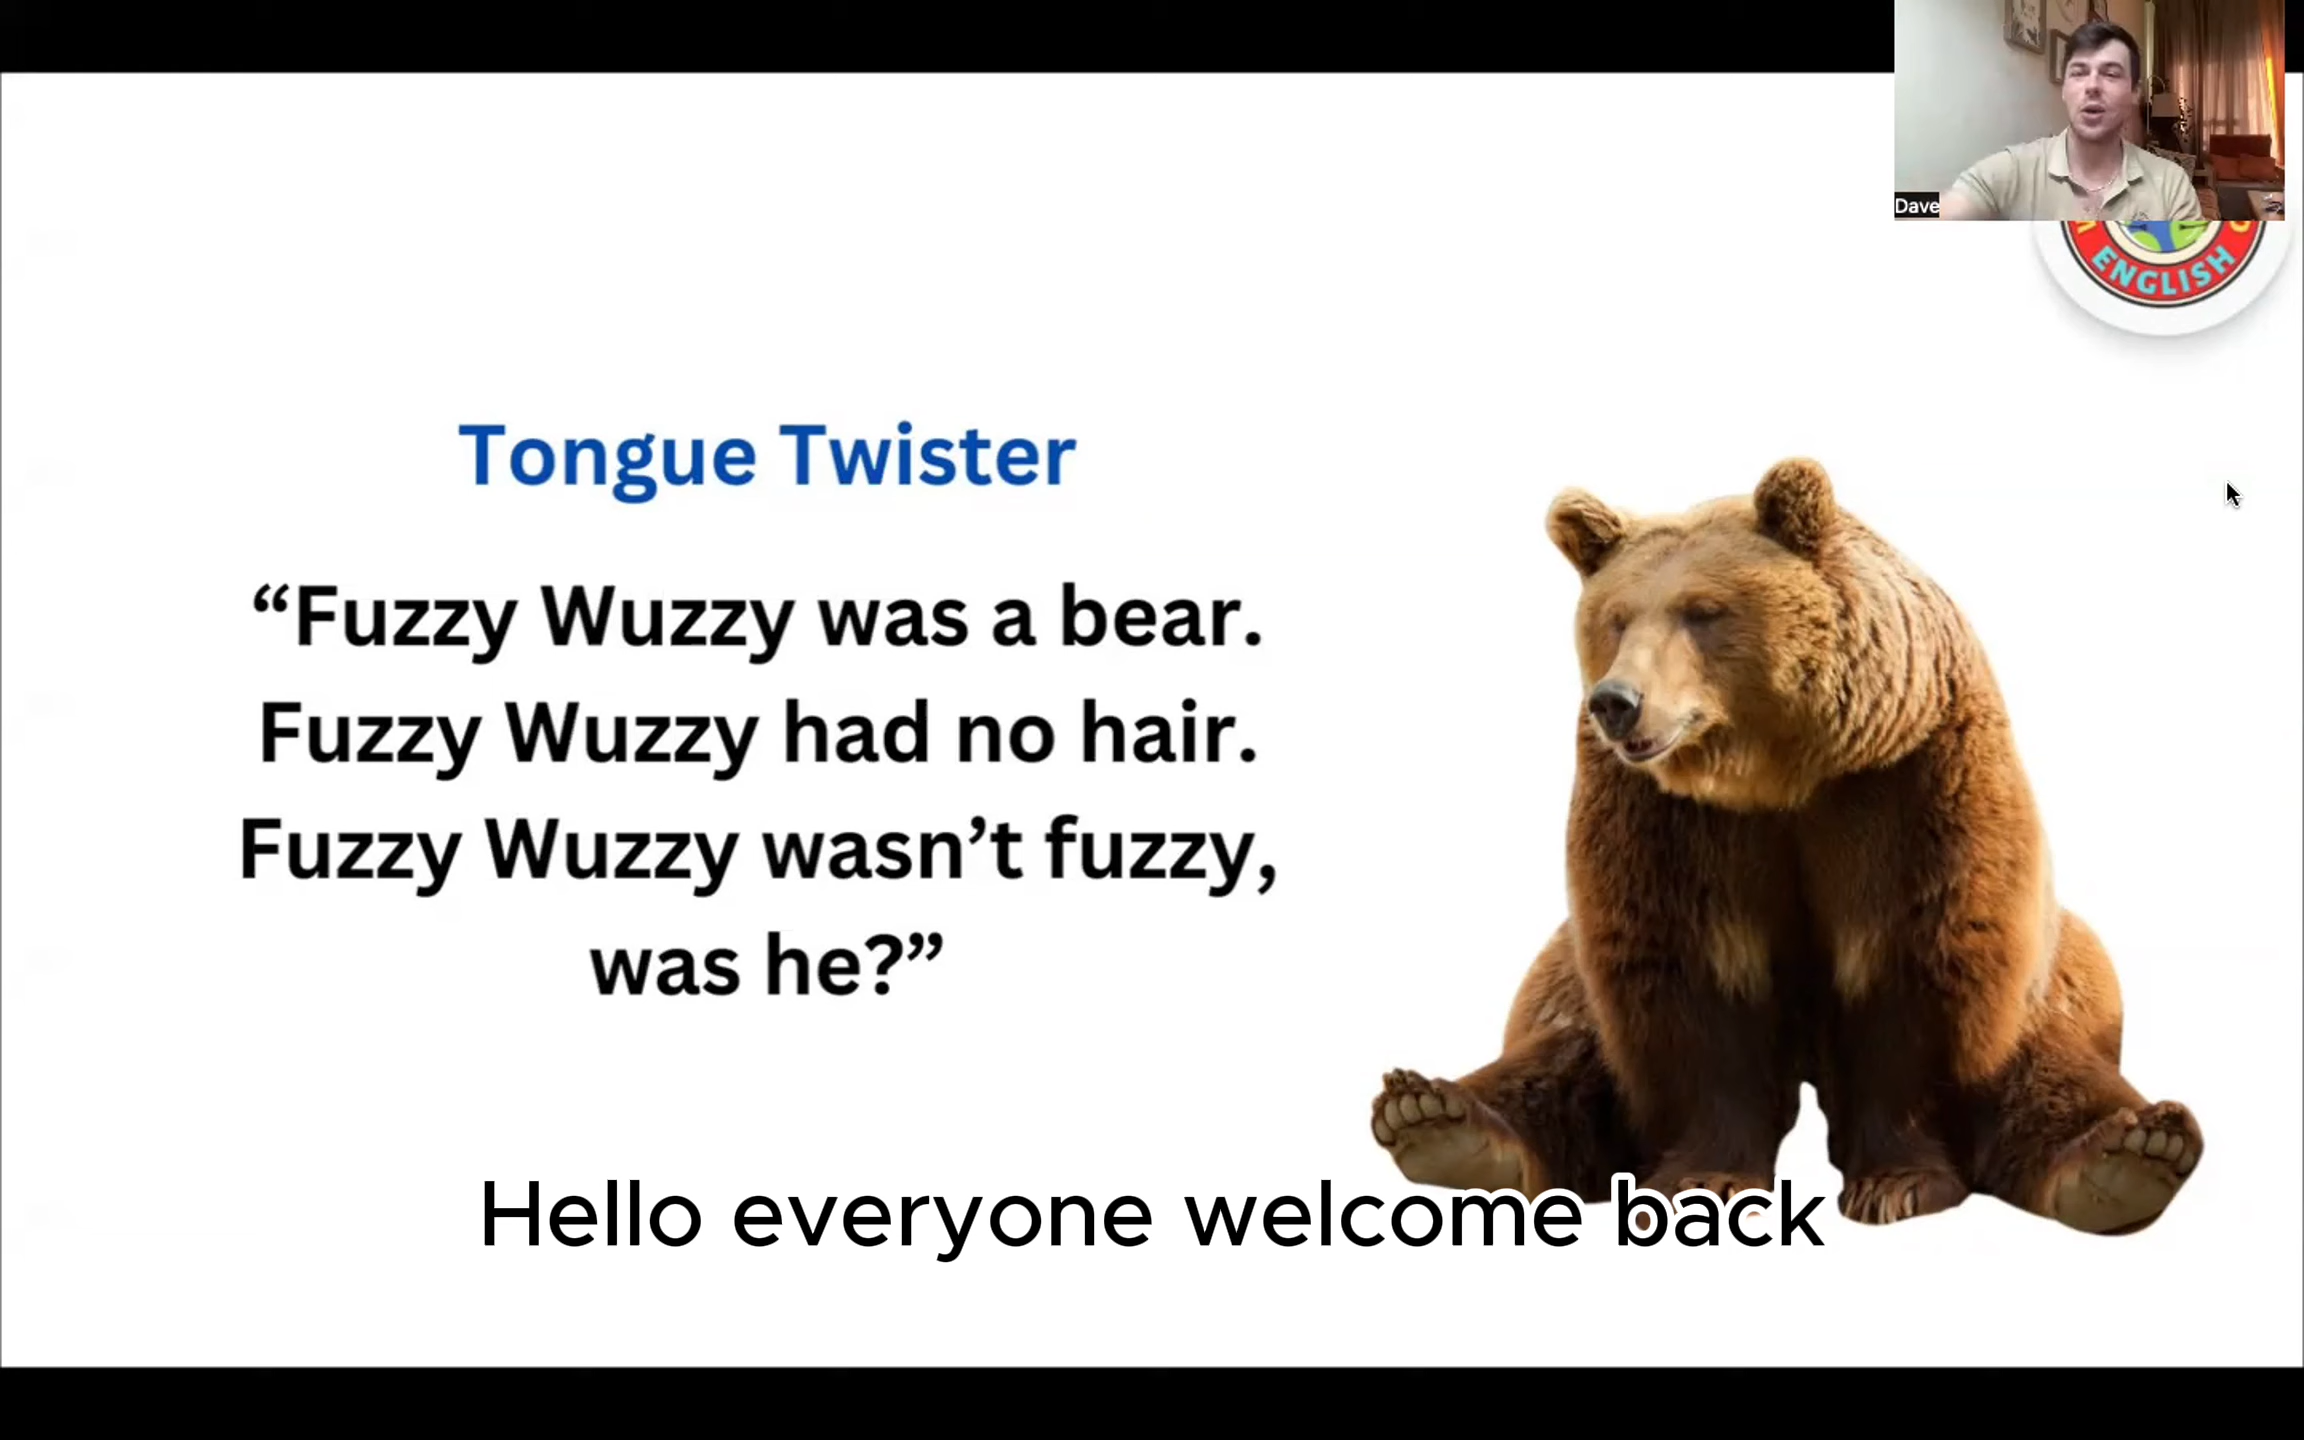 Dave
ENGLISH
Tongue Twister
“Fuzzy Wuzzy was a bear.
Fuzzy Wuzzy had no hair.
Fuzzy Wuzzy wasn’t fuzzy,
was he?”
Hello everyone welcome back